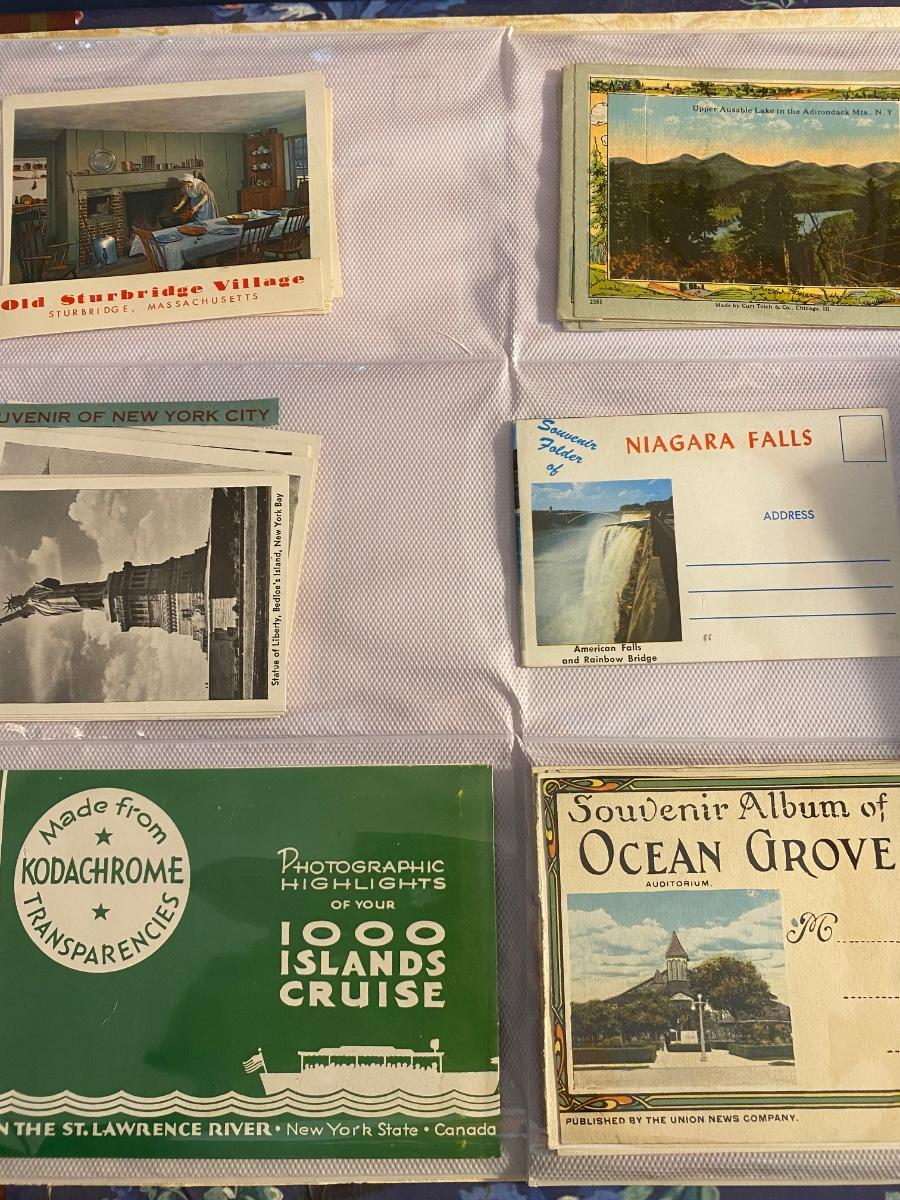 Old Sturbridge Village
STURBRIDGE, MASSACHUSETTS
Upper Ausable Lake in the Adirondack Mts., N. Y.
2351
Made by Curt Teich & Co., Chicago, Ill.
UVENIR OF NEW YORK CITY
Statue of Liberty, Bedloe's Island, New York Bay
Souvenir
Folder
of
NIAGARA FALLS
ADDRESS
American Falls
and Rainbow Bridge
Made from
KODACHROME
TRANSPARENCIES
PHOTOGRAPHIC
HIGHLIGHTS
OF YOUR
1000
ISLANDS
CRUISE
N THE ST. LAWRENCE RIVER • New York State • Canada
Souvenir Album of
OCEAN GROVE
AUDITORIUM.
M
PUBLISHED BY THE UNION NEWS COMPANY.